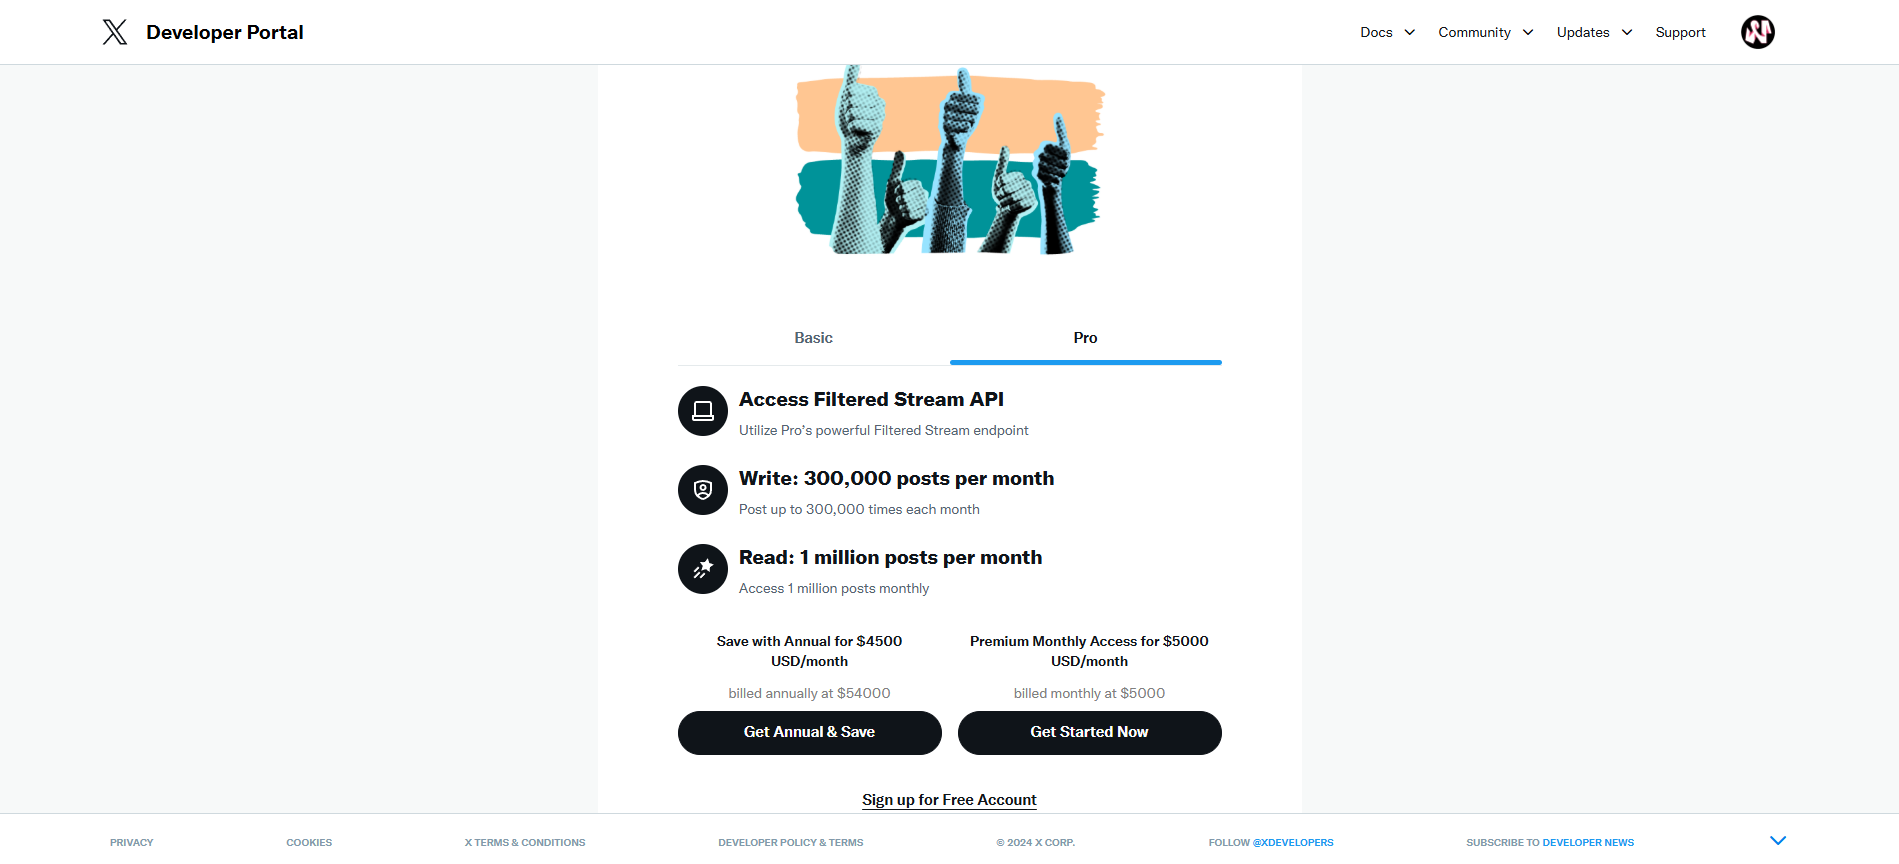 Developer Portal
Docs
Community
Updates
Support
Basic
Pro
Access Filtered Stream API
Utilize Pro's powerful Filtered Stream endpoint
Write: 300,000 posts per month
Post up to 300,000 times each month
Read: 1 million posts per month
Access 1 million posts monthly
Save with Annual for $4500
USD/month
billed annually at $54000
Get Annual & Save
Premium Monthly Access for $5000
USD/month
billed monthly at $5000
Get Started Now
Sign up for Free Account
PRIVACY
COOKIES
X TERMS & CONDITIONS
DEVELOPER POLICY & TERMS
© 2024 X CORP.
FOLLOW @XDEVELOPERS
SUBSCRIBE TO DEVELOPER NEWS